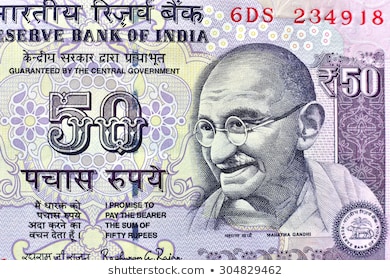 भारतीय रिज़र्व बैंक
6DS 234918
RESERVE BANK OF INDIA
केन्द्रीय सरकार द्वारा प्रत्याभूत
GUARANTEED BY THE CENTRAL GOVERNMENT
₹50
50
पचास रुपये
मैं धारक को
पचास रुपये
अदा करने का
वचन देता हूँ।
I PROMISE TO
PAY THE BEARER
THE SUM OF
FIFTY RUPEES
महात्मा गांधी
MAHATMA GANDHI
shutterstock.com • 304829462